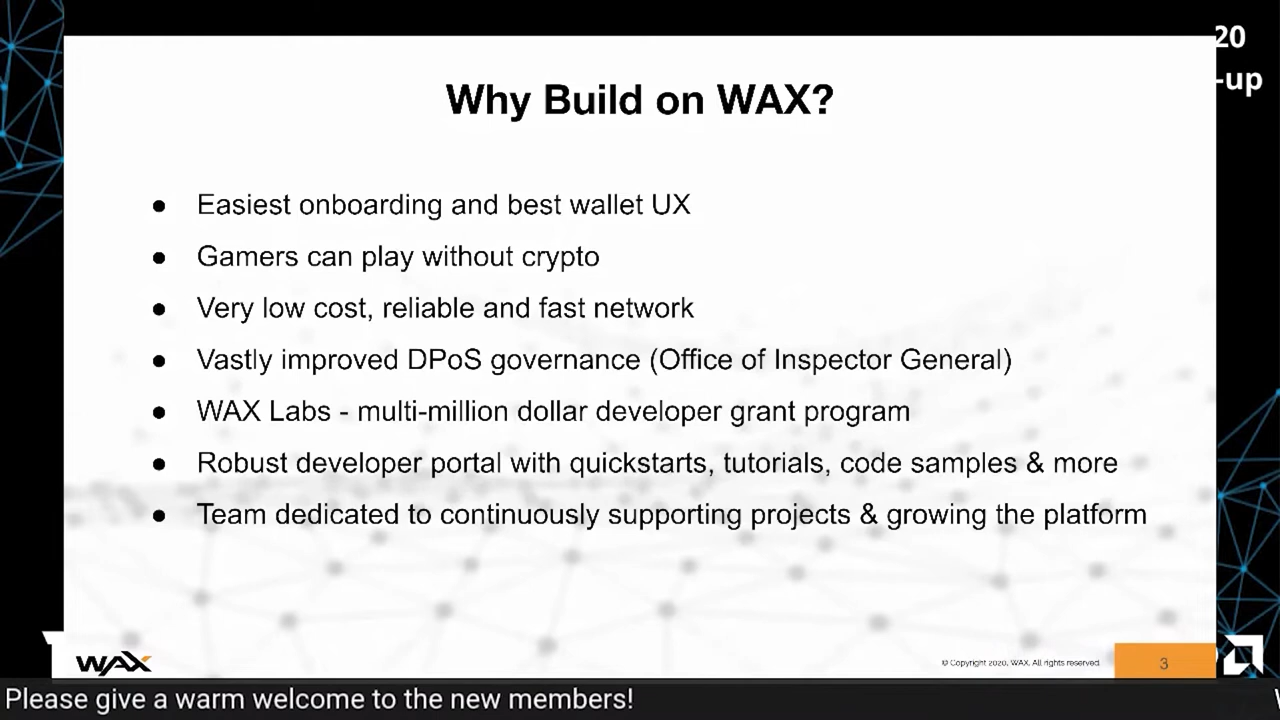 20
-up
Why Build on WAX?
● Easiest onboarding and best wallet UX
● Gamers can play without crypto
● Very low cost, reliable and fast network
● Vastly improved DPoS governance (Office of Inspector General)
● WAX Labs - multi-million dollar developer grant program
● Robust developer portal with quickstarts, tutorials, code samples & more
● Team dedicated to continuously supporting projects & growing the platform
WAX
© Copyright 2020, WAX. All rights reserved.
3
Please give a warm welcome to the new members!